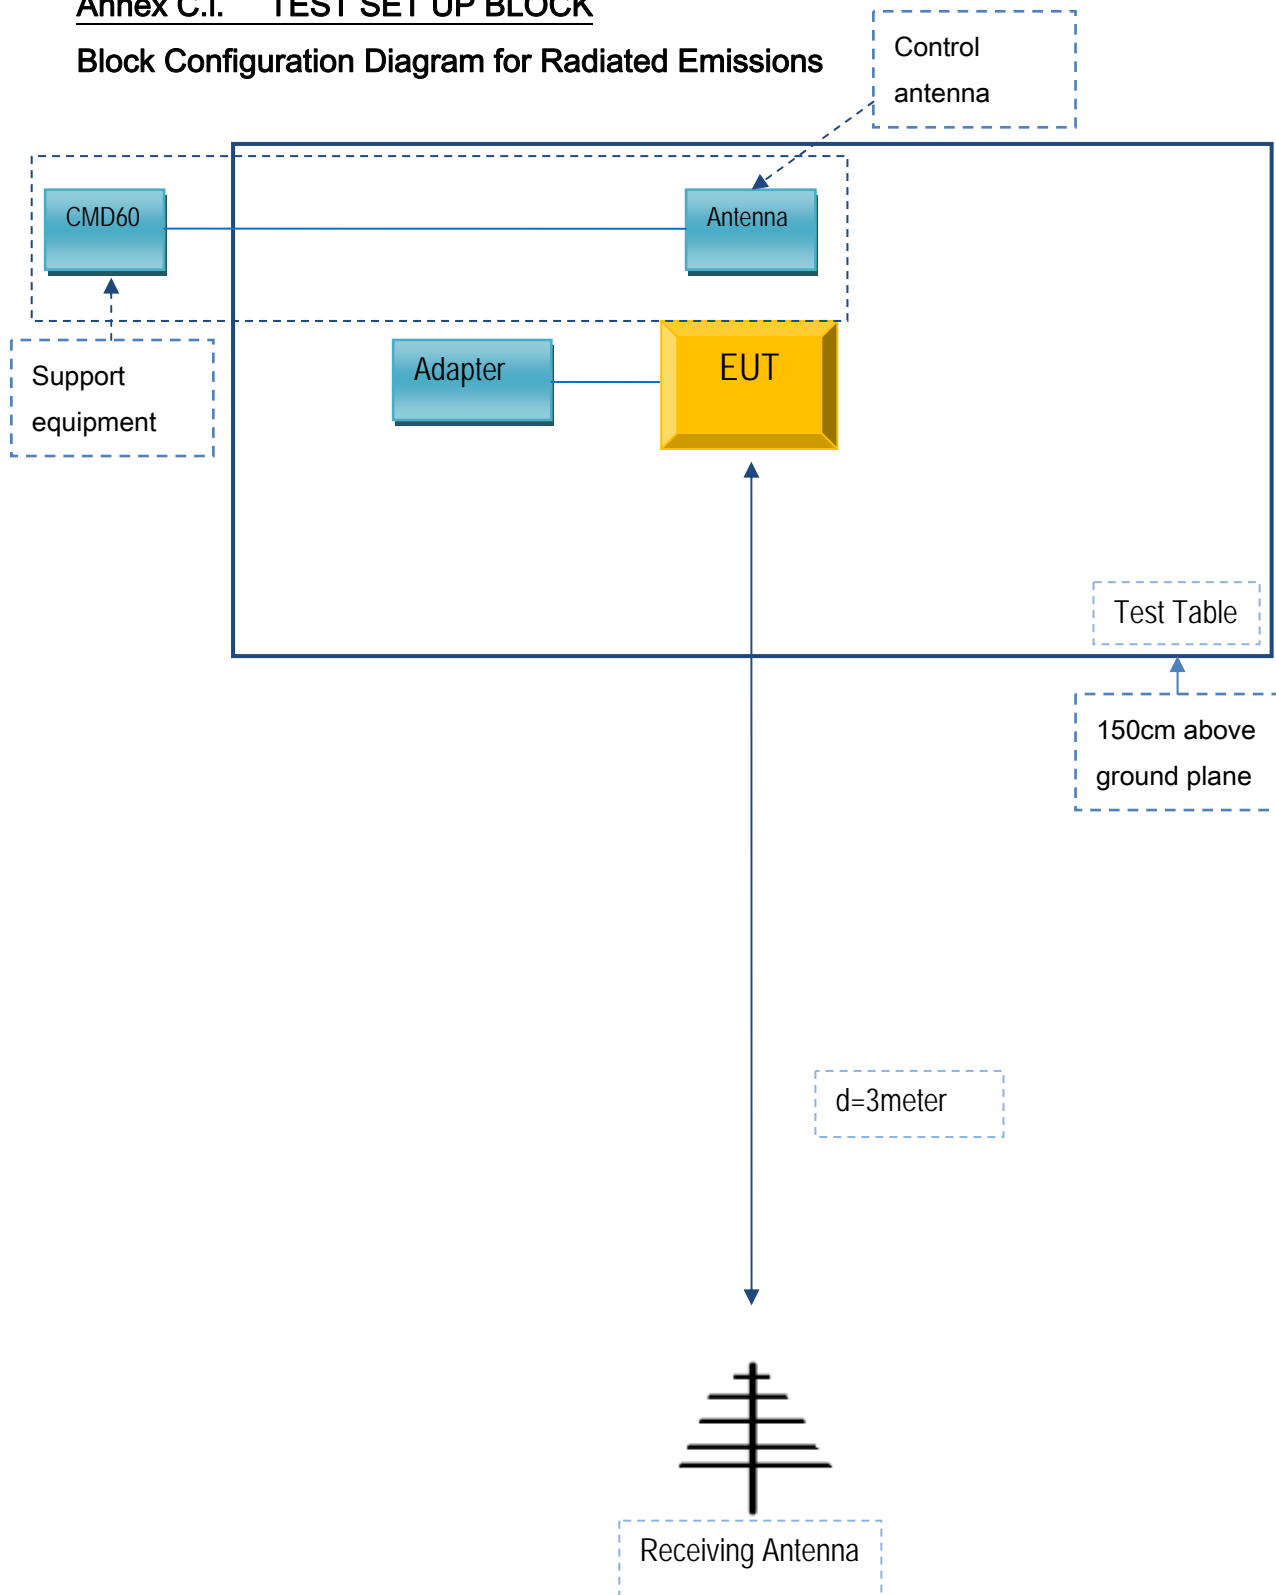 Annex C.i. TEST SET UP BLOCK
Block Configuration Diagram for Radiated Emissions
Control
antenna
CMD60
Antenna
Support
equipment
Adapter
EUT
Test Table
150cm above
ground plane
d=3meter
Receiving Antenna